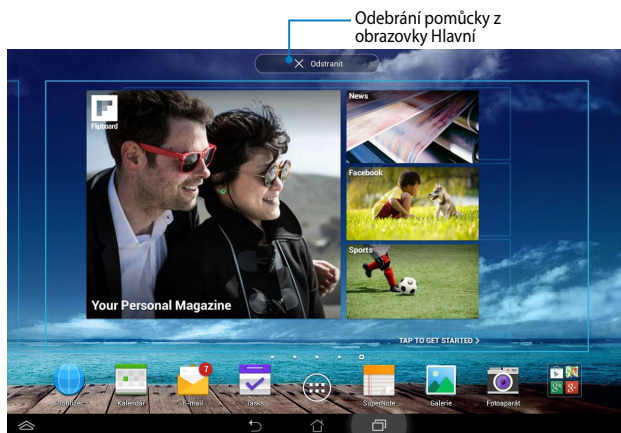 Odebrání pomůcky z
obrazovky Hlavní
Odstranit
Flipboard
News
Facebook
Sports
Your Personal Magazine
TAP TO GET STARTED >
7
Prohlížeč
Kalendář
E-mail
Tasks
SuperNote
Galerie
Fotoaparát